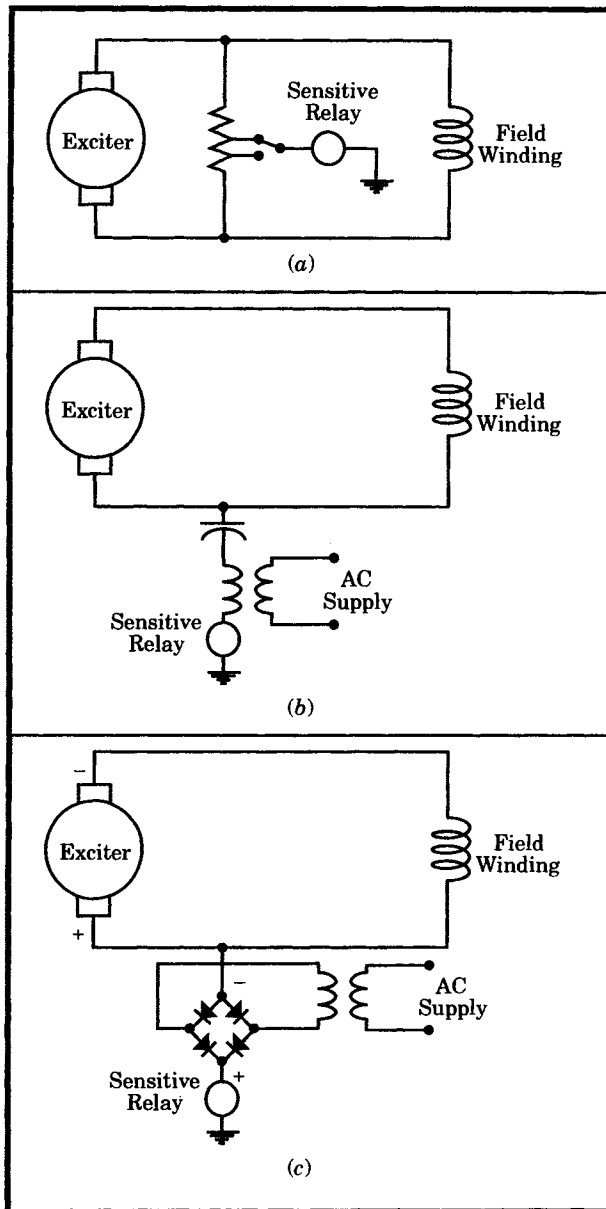 Sensitive
Relay
Exciter
Field
Winding
(a)
Exciter
Field
Winding
AC
Supply
Sensitive
Relay
(b)
−
Exciter
Field
Winding
+
−
AC
Supply
+
Sensitive
Relay
(c)